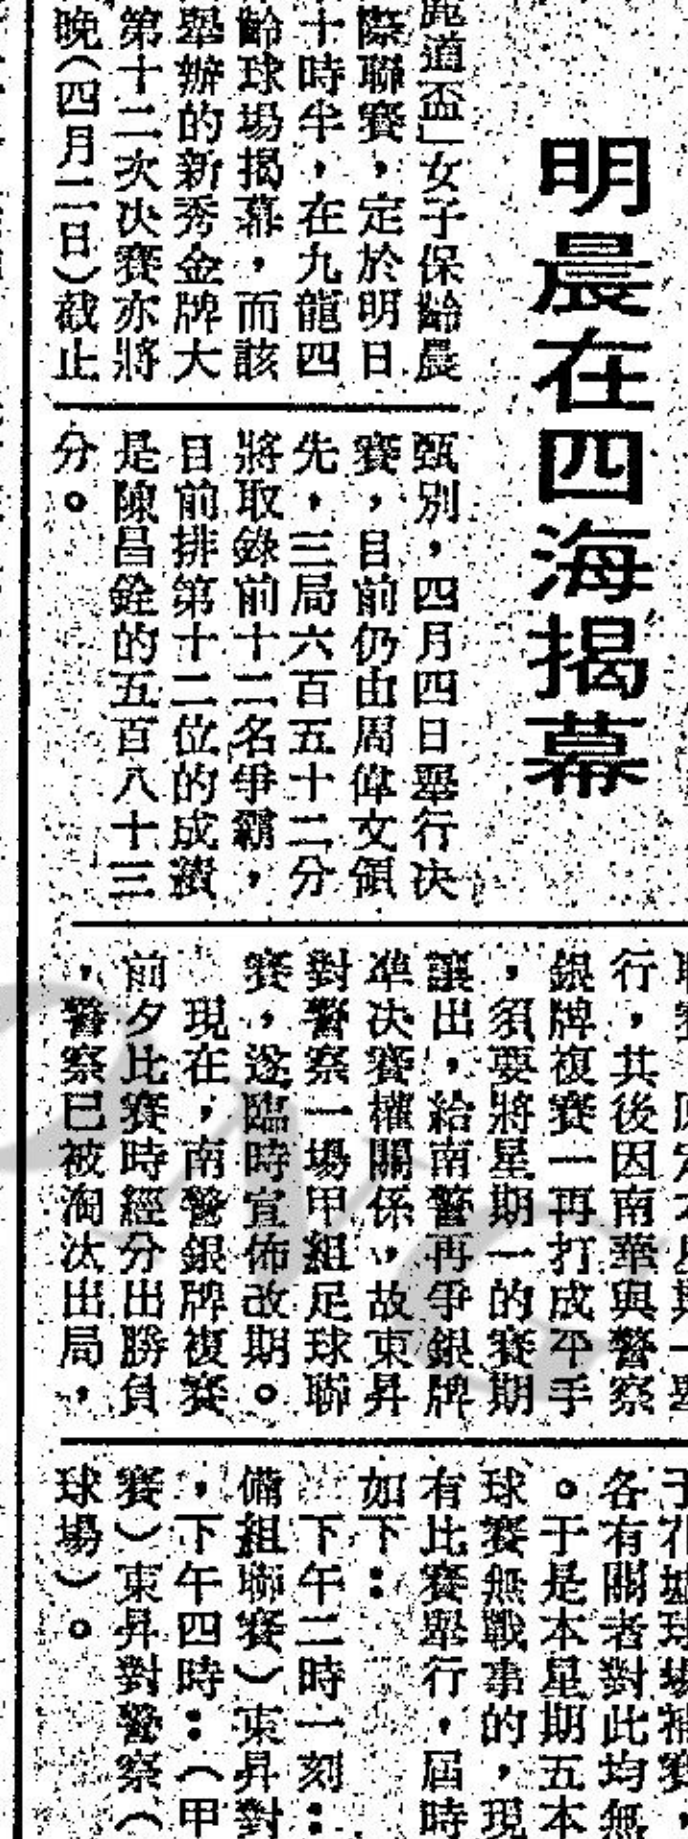 明晨在四海揭幕
跑道盃」女子保齡晨
際聯賽，定於明日
十時半，在九龍四
齡球場揭幕，而該
舉辦的新秀金牌大
第十二次决賽亦將
晚（四月二日）截止
甄別，四月四日舉行决
賽，目前仍由周偉文領
先，三局六百五十二分
將取錄前十二名爭霸，
目前排第十二位的成績
是陳昌銓的五百八十三
分。
行，其後因南華與警察
銀牌複賽一再打成平手
，須要將星期一的賽期
讓出，給南警再爭銀牌
準决賽權關係，故東昇
對警察一場甲組足球聯
賽，遂臨時宣佈改期。
現在，南警銀牌複賽
前夕比賽時經分出勝負
，警察已被淘汰出局，
于花墟球場補賽，
各有關者對此均無
。于是本星期五本
球賽無戰事的，現
有比賽舉行，屆時
如下：
下午二時一刻：
備組聯賽）東昇對
，下午四時：（甲
賽）東昇對警察（
球場）。